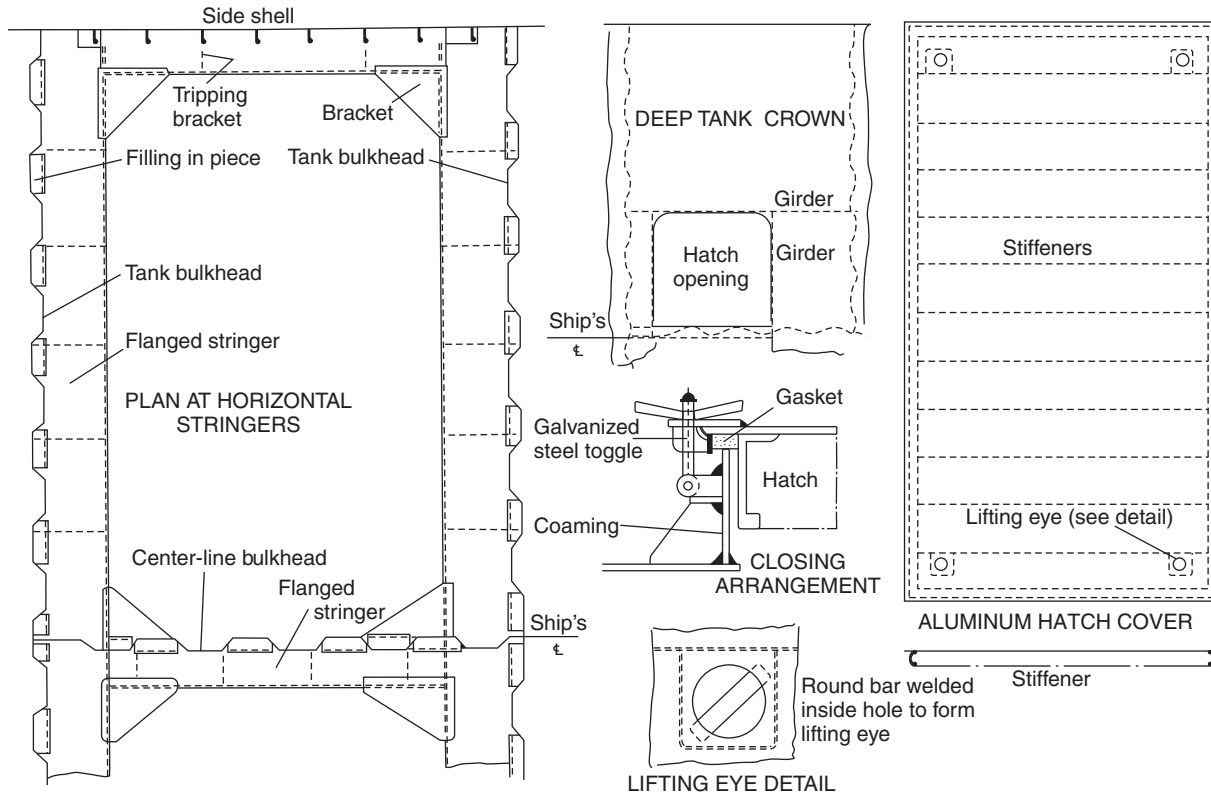 Side shell
Tripping
bracket
Bracket
Filling in piece
Tank bulkhead
Tank bulkhead
Flanged stringer
PLAN AT HORIZONTAL
STRINGERS
Center-line bulkhead
Flanged
stringer
Ship's
℄
DEEP TANK CROWN
Girder
Girder
Hatch
opening
Ship's
℄
Gasket
Galvanized
steel toggle
Hatch
Coaming
CLOSING
ARRANGEMENT
Round bar welded
inside hole to form
lifting eye
LIFTING EYE DETAIL
Stiffeners
Lifting eye (see detail)
ALUMINUM HATCH COVER
Stiffener